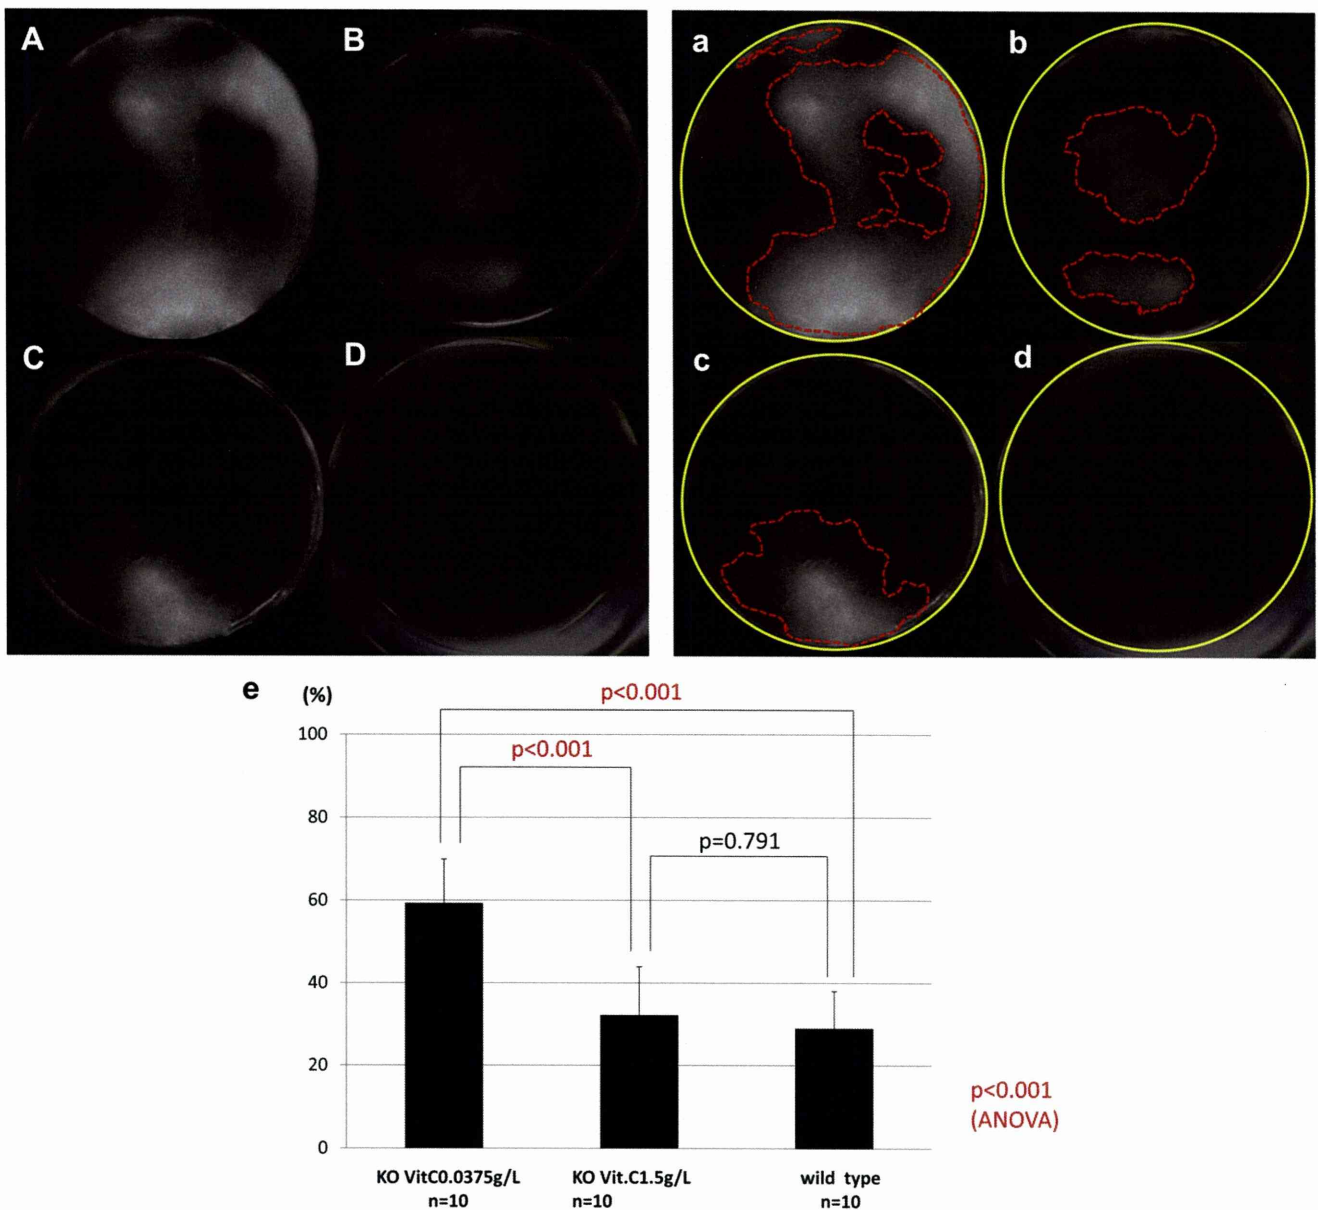 A
B
a
b
C
D
c
d
e
(%)
p<0.001
100
p<0.001
80
p=0.791
60
40
20
p<0.001
(ANOVA)
0
KO VitC0.0375g/L
n=10
KO Vit.C1.5g/L
n=10
wild type
n=10